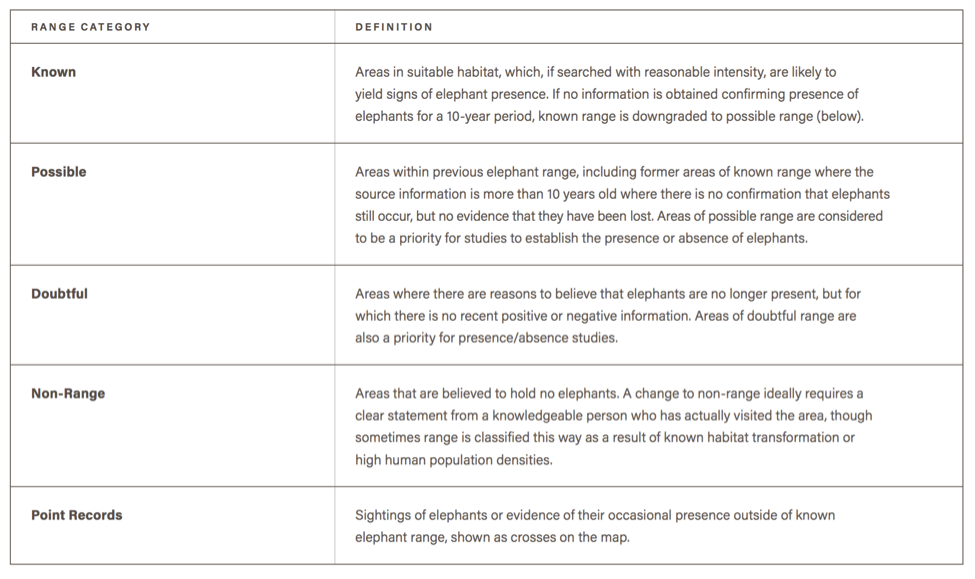 RANGE CATEGORY DEFINITION
Known
Areas in suitable habitat, which, if searched with reasonable intensity, are likely to
yield signs of elephant presence. If no information is obtained confirming presence of
elephants for a 10-year period, known range is downgraded to possible range (below).
Possible
Areas within previous elephant range, including former areas of known range where the
source information is more than 10 years old where there is no confirmation that elephants
still occur, but no evidence that they have been lost. Areas of possible range are considered
to be a priority for studies to establish the presence or absence of elephants.
Doubtful
Areas where there are reasons to believe that elephants are no longer present, but for
which there is no recent positive or negative information. Areas of doubtful range are
also a priority for presence/absence studies.
Non-Range
Areas that are believed to hold no elephants. A change to non-range ideally requires a
clear statement from a knowledgeable person who has actually visited the area, though
sometimes range is classified this way as a result of known habitat transformation or
high human population densities.
Point Records
Sightings of elephants or evidence of their occasional presence outside of known
elephant range, shown as crosses on the map.